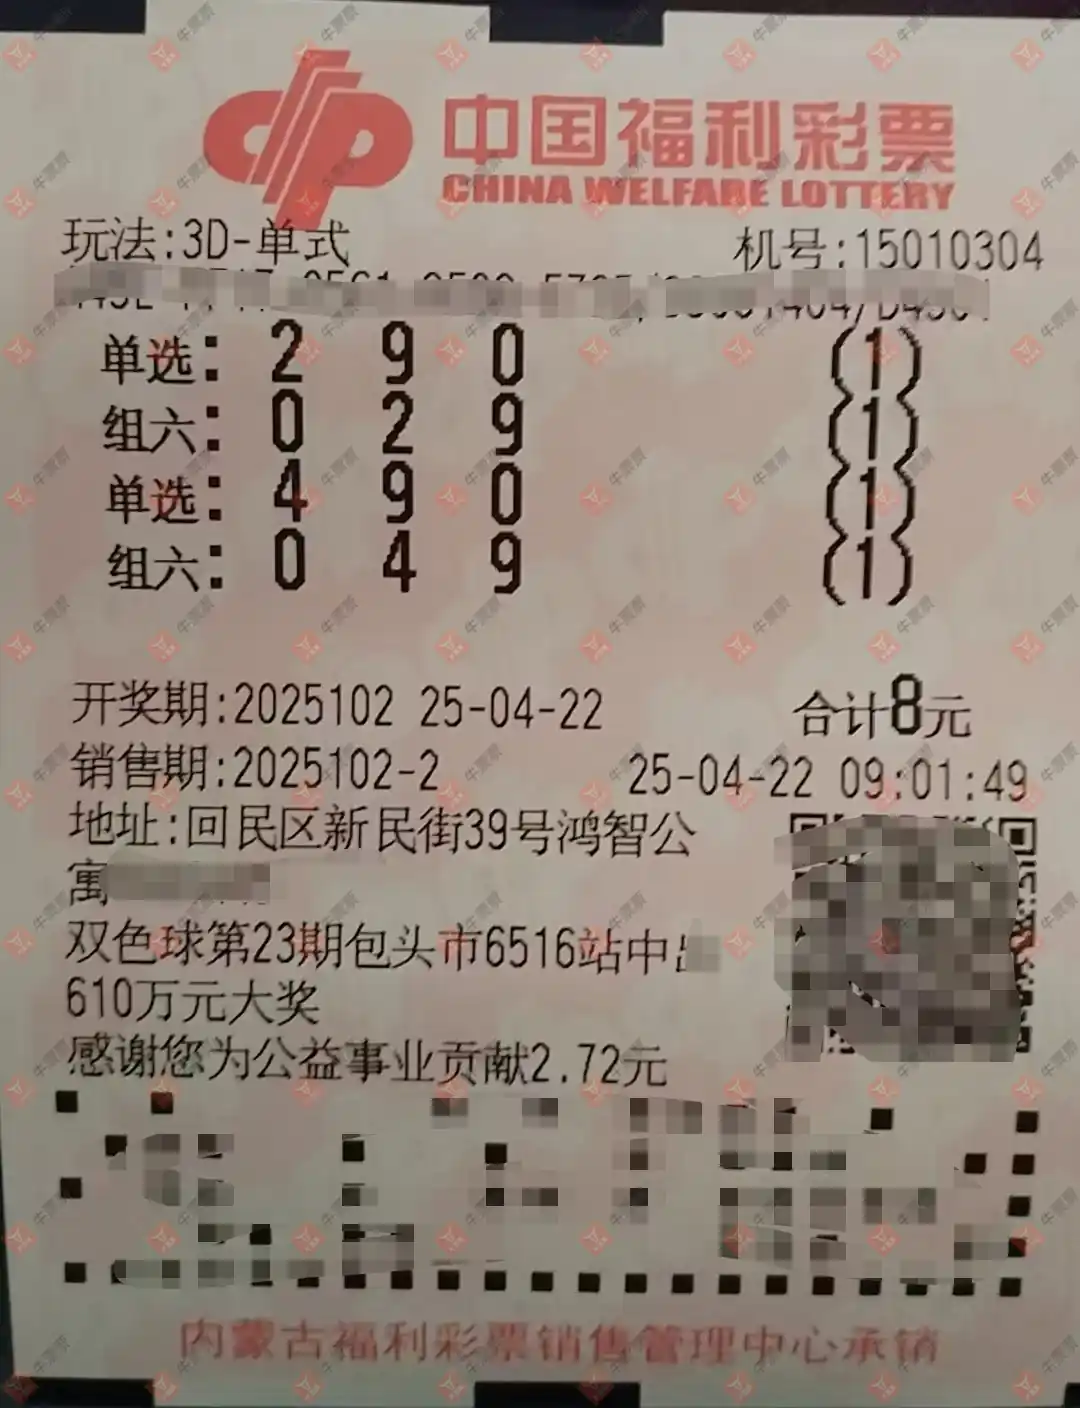 中国福利彩票
CHINA WELFARE LOTTERY
玩法:3D-单式 机号:15010304
单选: 2 9 0 (1)
组六: 0 2 9 (1)
单选: 4 9 0 (1)
组六: 0 4 9 (1)
开奖期:2025102 25-04-22 合计8元
销售期:2025102-2 25-04-22 09:01:49
地址:回民区新民街39号鸿智公
寓
双色球第23期包头市6516站中出
610万元大奖
感谢您为公益事业贡献2.72元
内蒙古福利彩票销售管理中心承销
牛票票